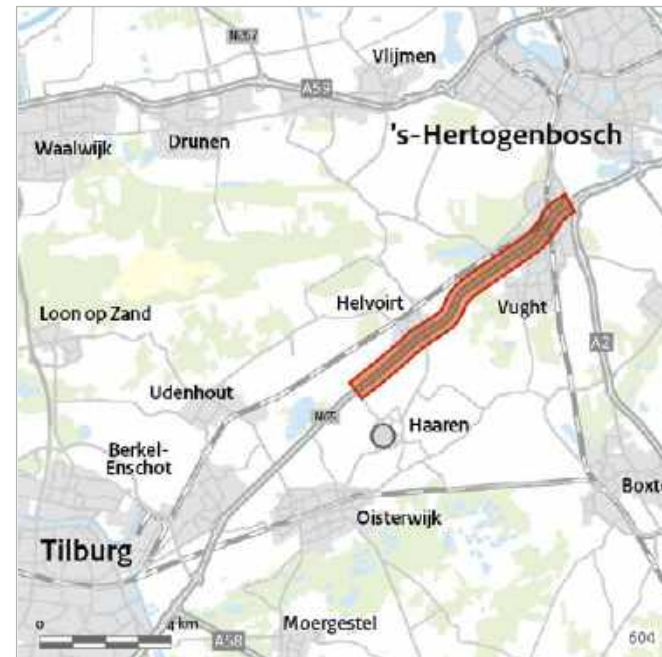 N267
Vlijmen
A59
Waalwijk
Drunen
's-Hertogenbosch
Helvoirt
Vught
Loon op Zand
A2
Udenhout
N65
Haaren
Berkel-
Enschot
Boxte
Oisterwijk
Tilburg
0
4 km
A58
Moergestel
604